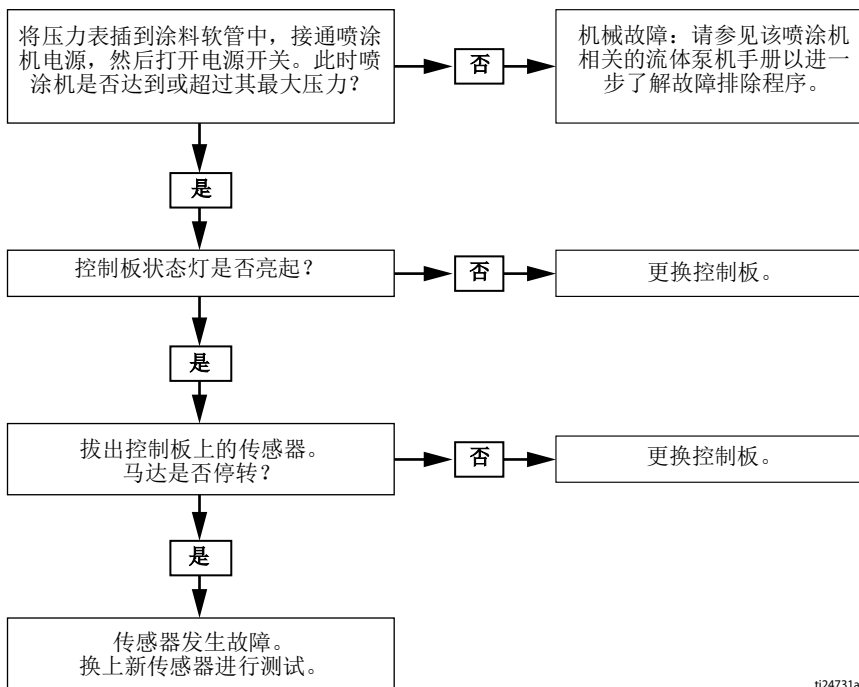 将压力表插到涂料软管中，接通喷涂
机电源，然后打开电源开关。此时喷
涂机是否达到或超过其最大压力？
否
机械故障：请参见该喷涂机
相关的流体泵机手册以进一
步了解故障排除程序。
是
控制板状态灯是否亮起？
否
更换控制板。
是
拔出控制板上的传感器。
马达是否停转？
否
更换控制板。
是
传感器发生故障。
换上新传感器进行测试。
ti24731a